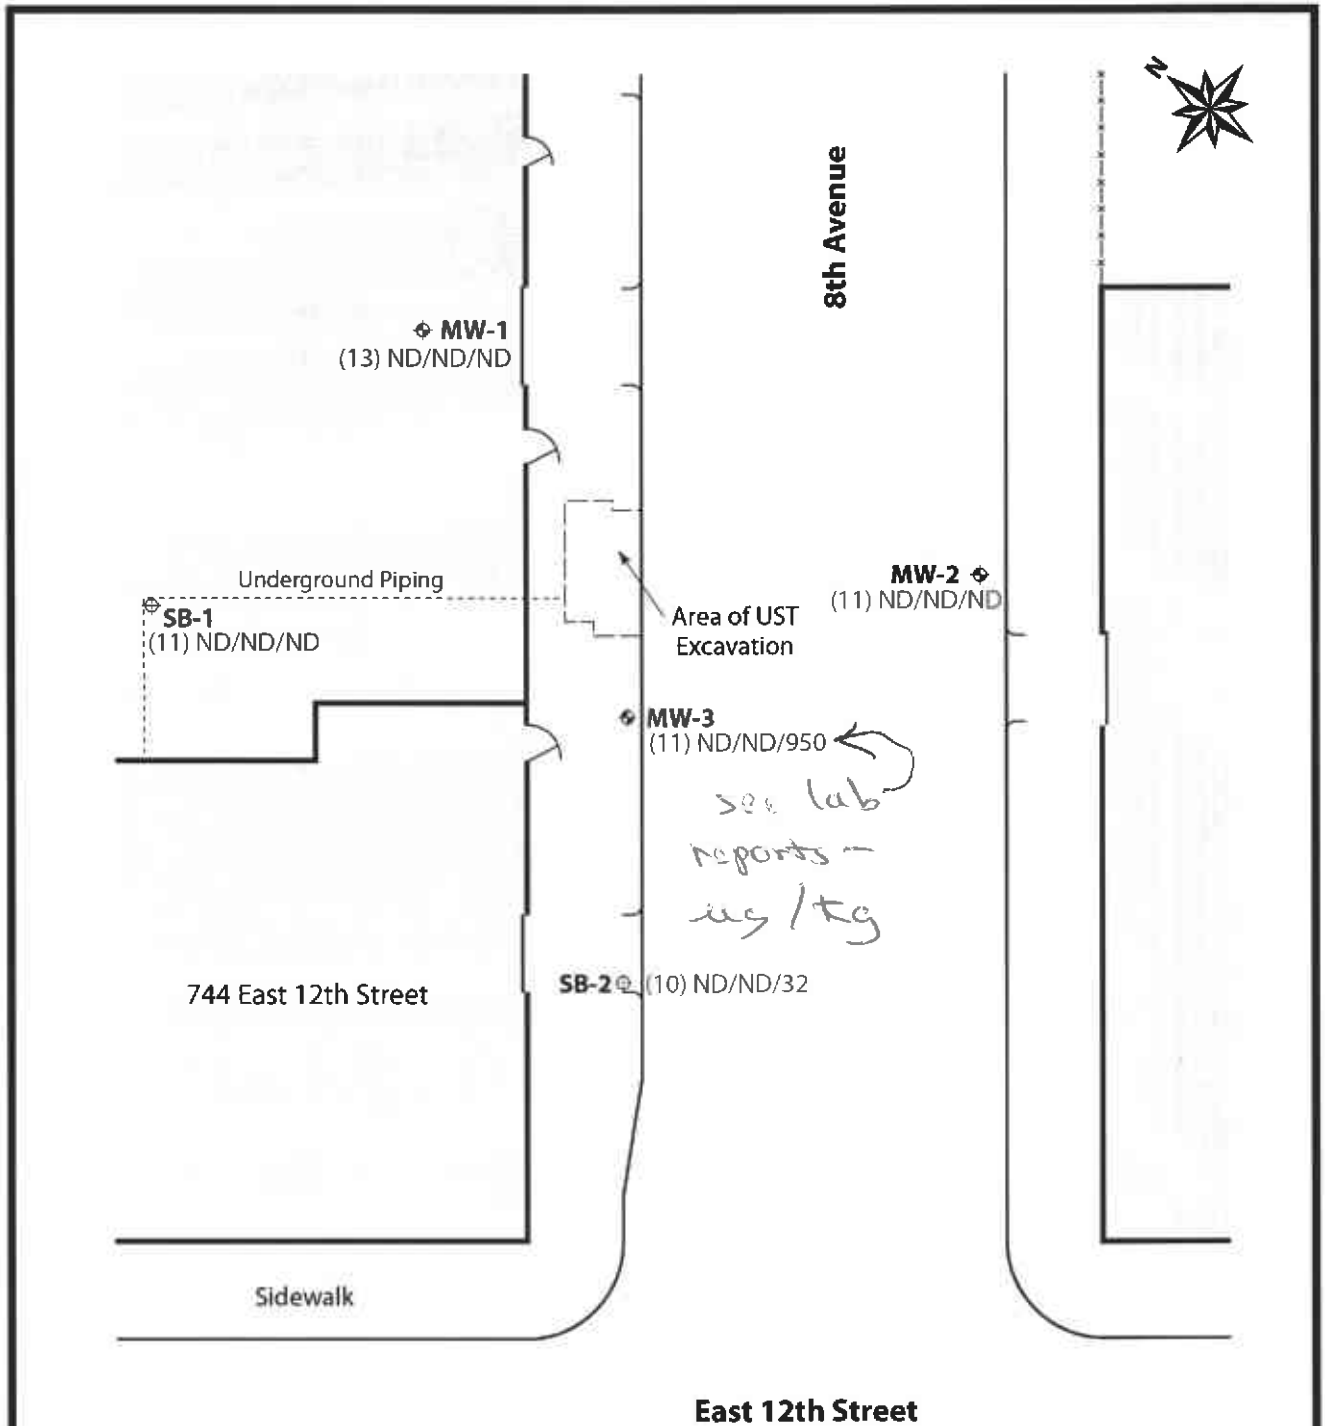 N
8th Avenue
MW-1
(13) ND/ND/ND
Underground Piping
MW-2
(11) ND/ND/ND
SB-1
(11) ND/ND/ND
Area of UST
Excavation
MW-3
(11) ND/ND/950
see lab
reports -
ug/kg
SB-2 (10) ND/ND/32
744 East 12th Street
Sidewalk
East 12th Street